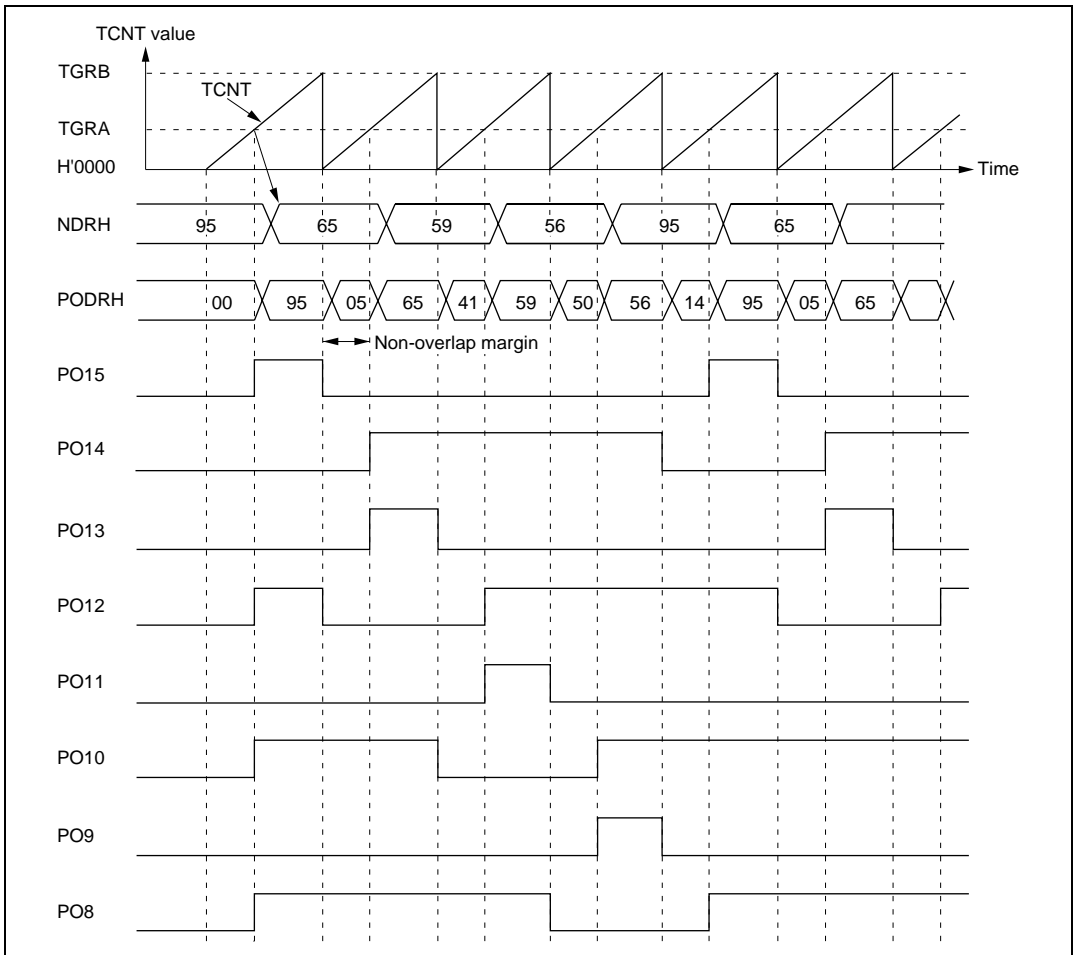 TCNT value
TGRB
TCNT
TGRA
H'0000
Time
NDRH 95 65 59 56 95 65
PODRH 00 95 05 65 41 59 50 56 14 95 05 65
Non-overlap margin
PO15
PO14
PO13
PO12
PO11
PO10
PO9
PO8